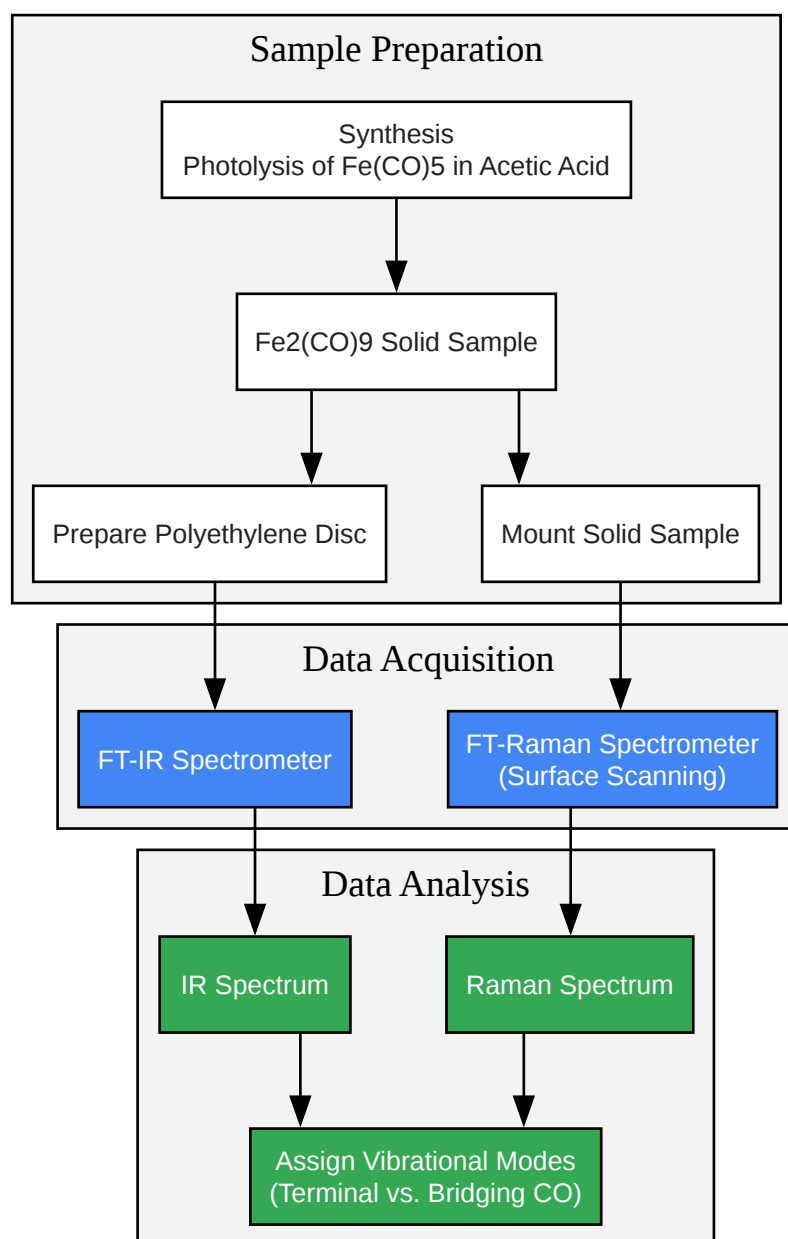 Sample Preparation
Synthesis
Photolysis of Fe(CO)5 in Acetic Acid
Fe2(CO)9 Solid Sample
Prepare Polyethylene Disc
Mount Solid Sample
Data Acquisition
FT-IR Spectrometer
FT-Raman Spectrometer
(Surface Scanning)
Data Analysis
IR Spectrum
Raman Spectrum
Assign Vibrational Modes
(Terminal vs. Bridging CO)